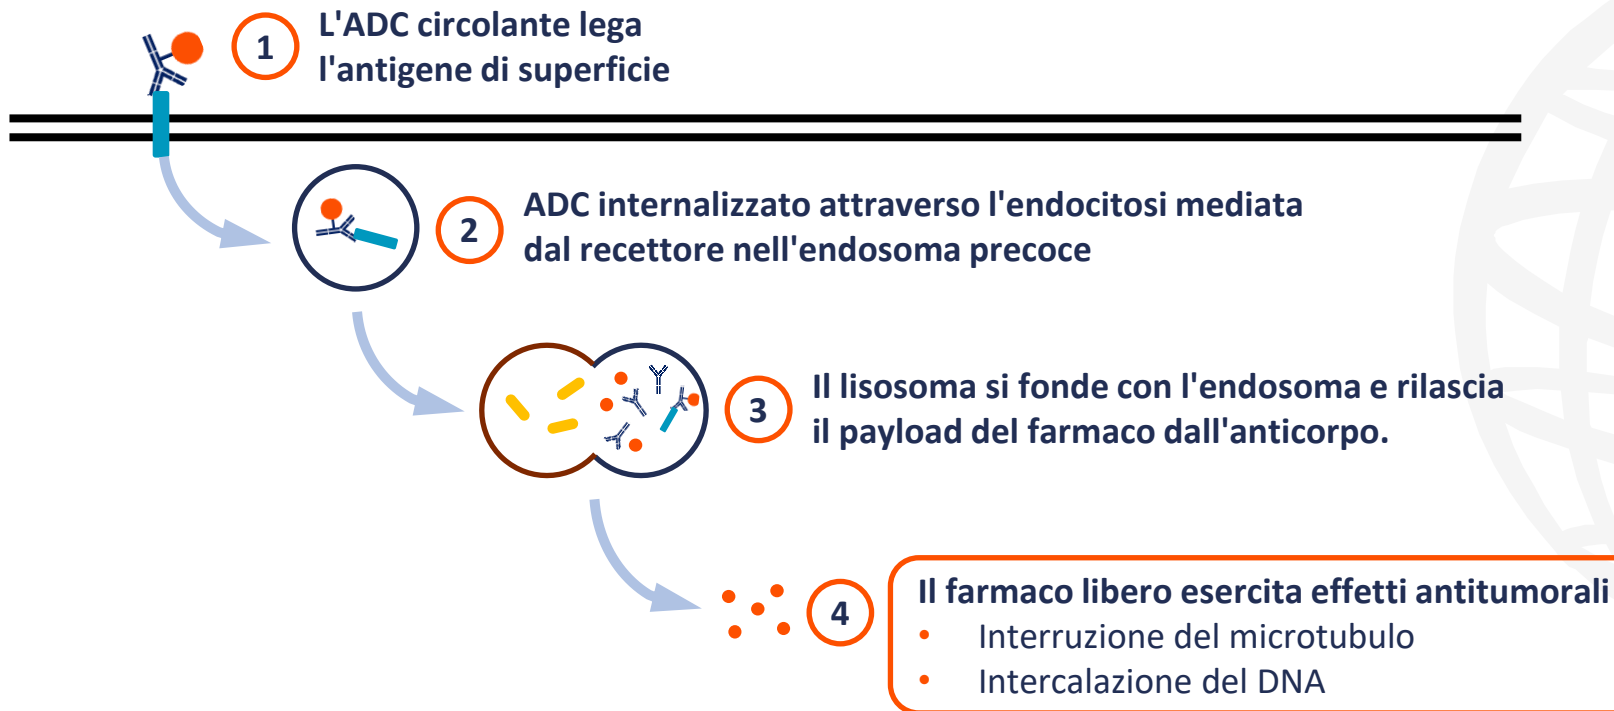 1
L'ADC circolante lega
l'antigene di superficie
2
ADC internalizzato attraverso l'endocitosi mediata
dal recettore nell'endosoma precoce
3
Il lisosoma si fonde con l'endosoma e rilascia
il payload del farmaco dall'anticorpo.
4
Il farmaco libero esercita effetti antitumorali
• Interruzione del microtubulo
• Intercalazione del DNA